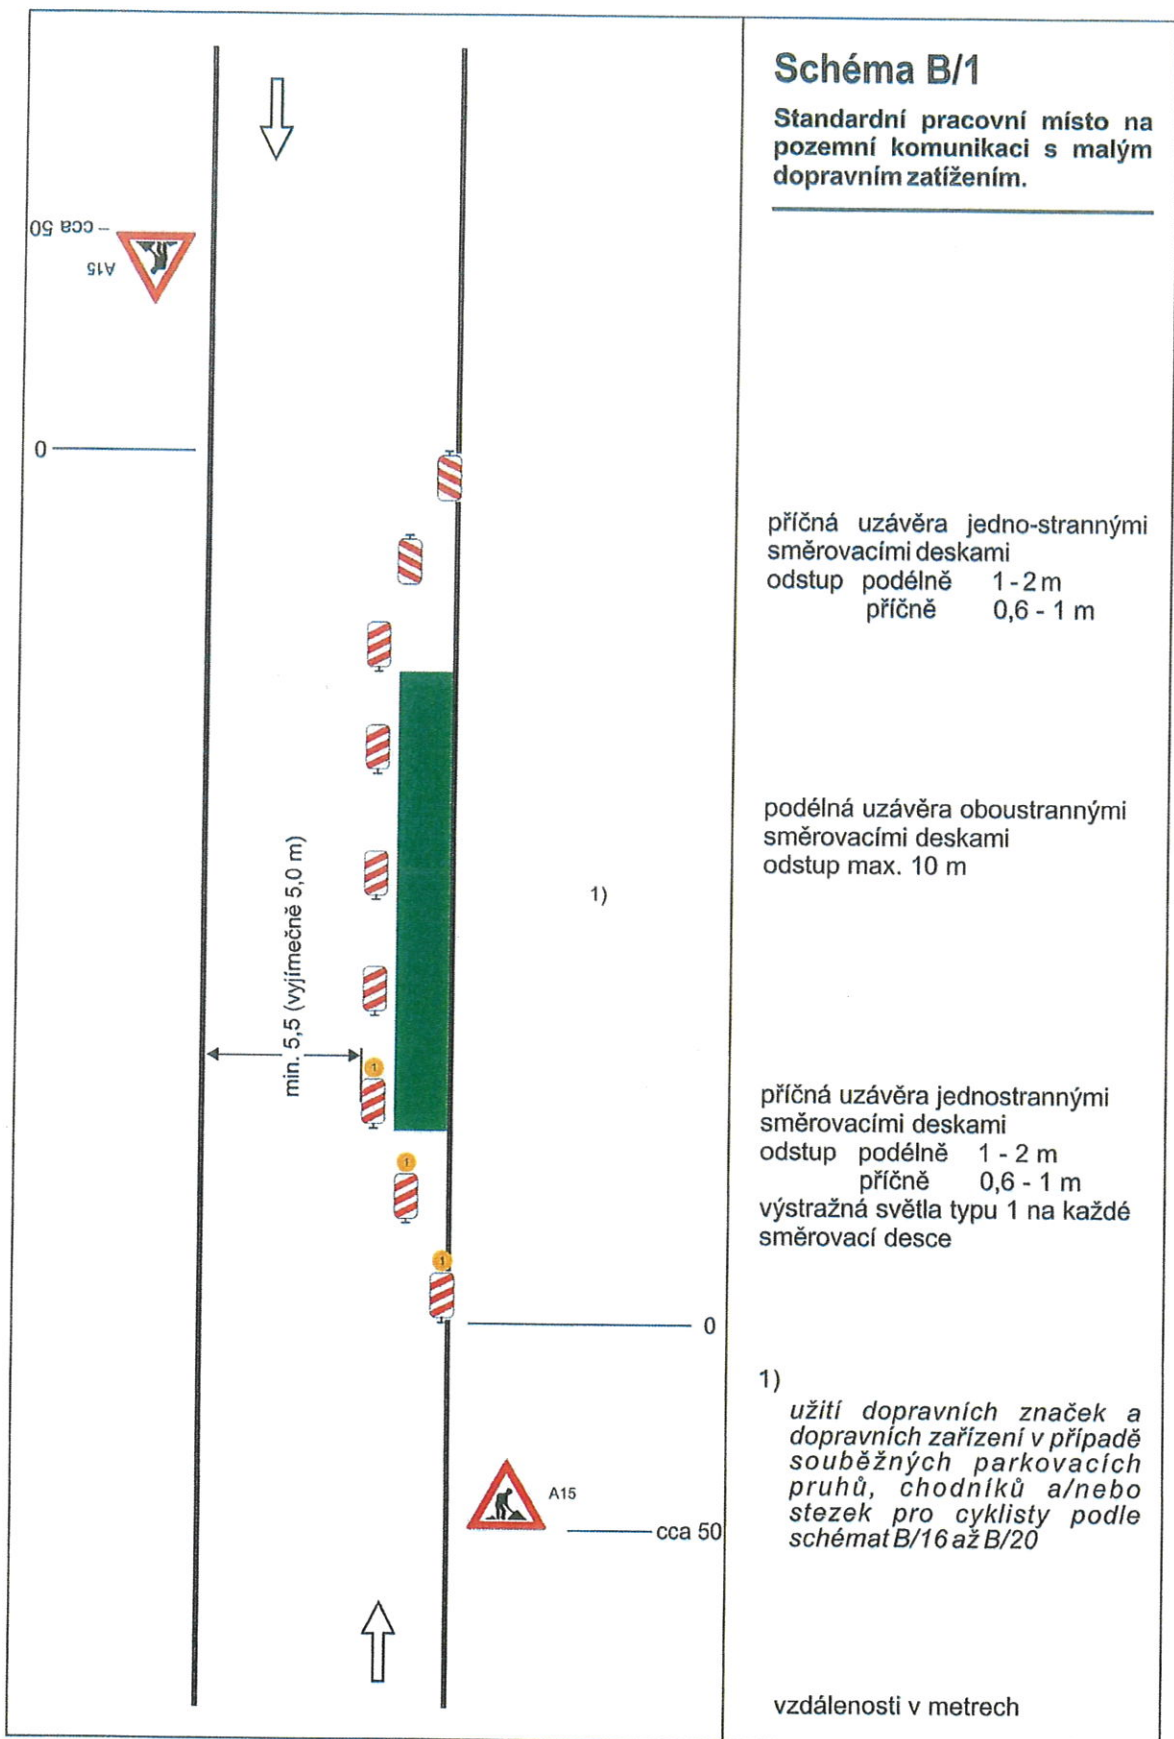 Schéma B/1
Standardní pracovní místo na
pozemní komunikaci s malým
dopravním zatížením.
cca 50
A15
0
příčná uzávěra jedno-strannými
směrovacími deskami
odstup podélně 1 - 2 m
příčně 0,6 - 1 m
podélná uzávěra oboustrannými
směrovacími deskami
odstup max. 10 m
1)
min. 5,5 (vyjímečně 5,0 m)
1
1
1
příčná uzávěra jednostrannými
směrovacími deskami
odstup podélně 1 - 2 m
příčně 0,6 - 1 m
výstražná světla typu 1 na každé
směrovací desce
0
1)
užití dopravních značek a
dopravních zařízení v případě
souběžných parkovacích
pruhů, chodníků a/nebo
stezek pro cyklisty podle
schémat B/16 až B/20
A15
cca 50
vzdálenosti v metrech